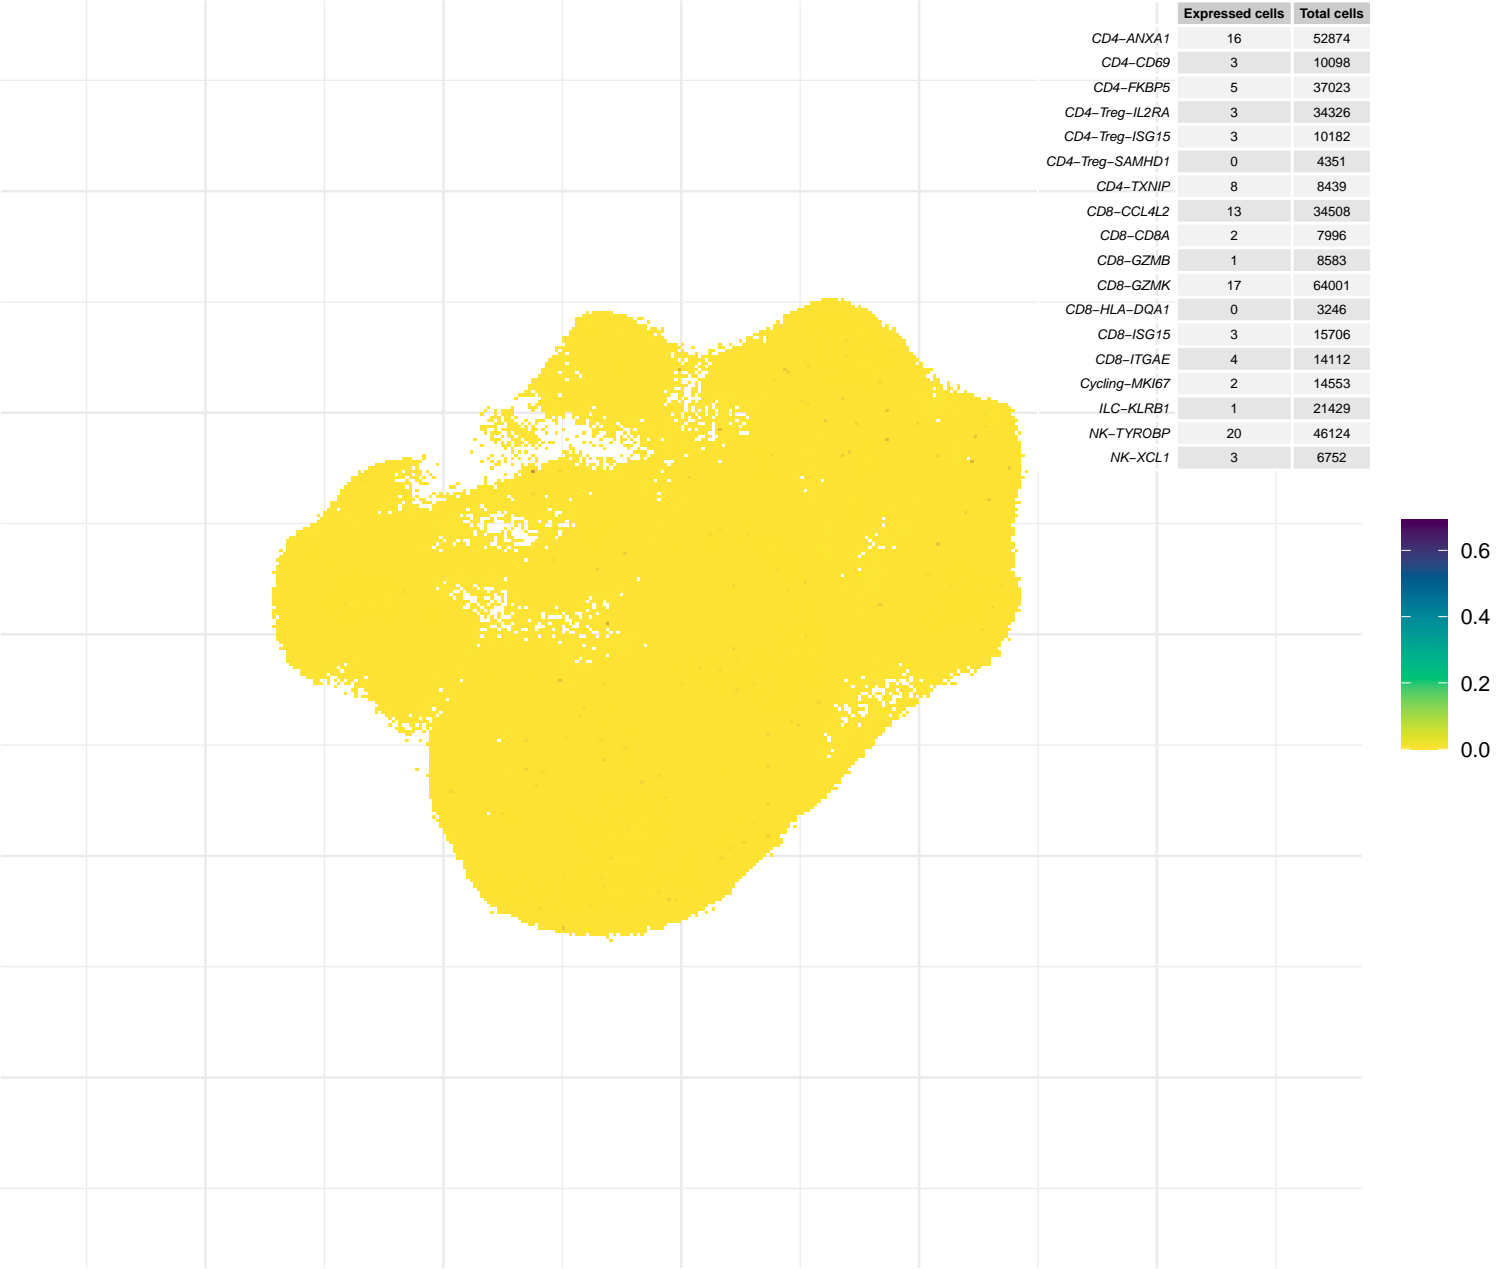 Expressed cells Total cells
CD4−ANXA1 16 52874
CD4−CD69 3 10098
CD4−FKBP5 5 37023
CD4−Treg−IL2RA 3 34326
CD4−Treg−ISG15 3 10182
CD4−Treg−SAMHD1 0 4351
CD4−TXNIP 8 8439
CD8−CCL4L2 13 34508
CD8−CD8A 2 7996
CD8−GZMB 1 8583
CD8−GZMK 17 64001
CD8−HLA−DQA1 0 3246
CD8−ISG15 3 15706
CD8−ITGAE 4 14112
Cycling−MKI67 2 14553
ILC−KLRB1 1 21429
NK−TYROBP 20 46124
NK−XCL1 3 6752
0.6
0.4
0.2
0.0